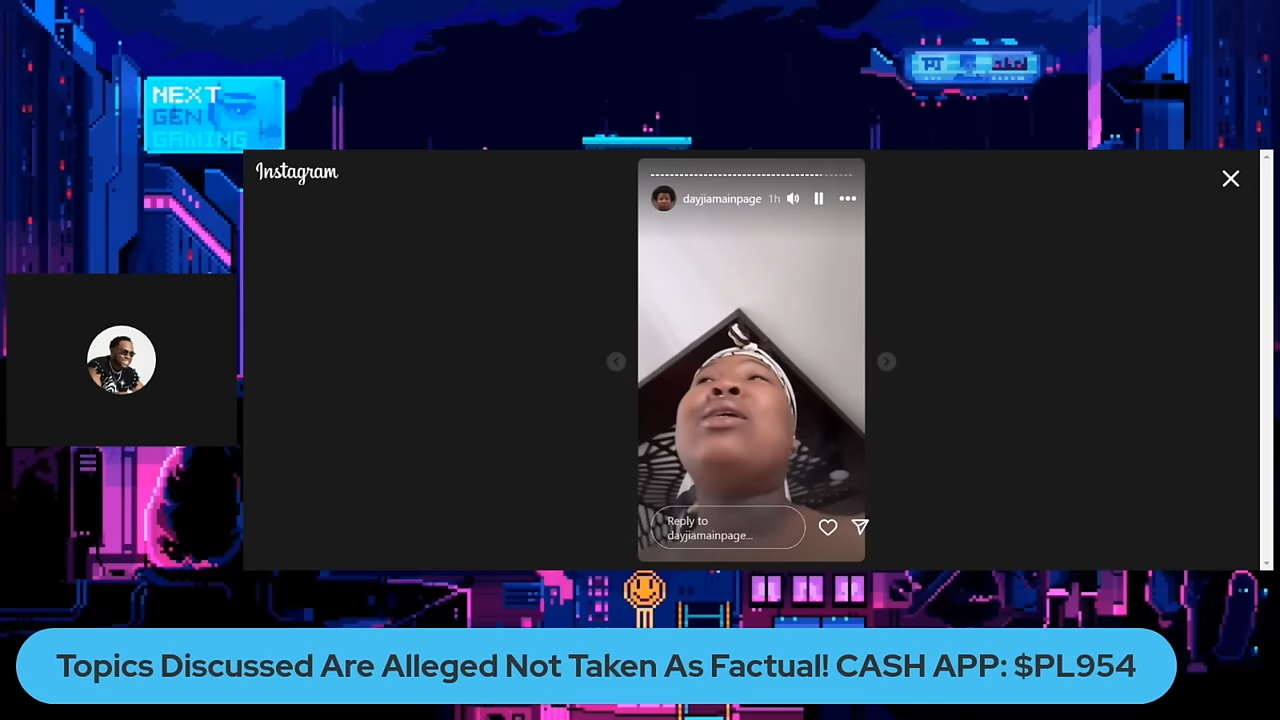 NEXT
GEN
GAMING
Instagram
dayjiamainpage 1h
Reply to
dayjiamainpage...
Topics Discussed Are Alleged Not Taken As Factual! CASH APP: $PL954